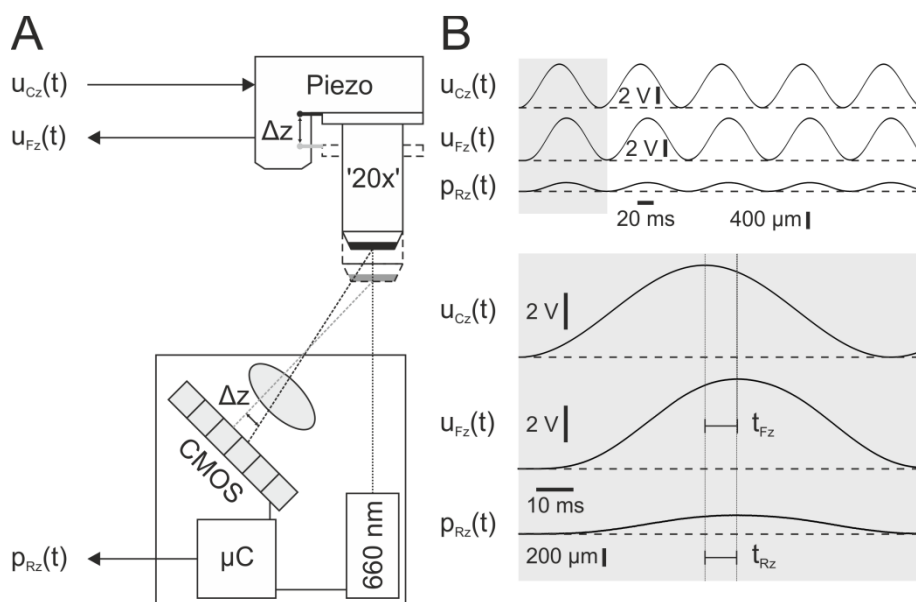 A
u_Cz(t)
u_Fz(t)
Piezo
Δz
'20x'
Δz
CMOS
660 nm
µC
p_Rz(t)
B
u_Cz(t)
2 V
u_Fz(t)
2 V
p_Rz(t)
20 ms
400 µm
u_Cz(t)
2 V
u_Fz(t)
2 V
t_Fz
10 ms
p_Rz(t)
200 µm
t_Rz